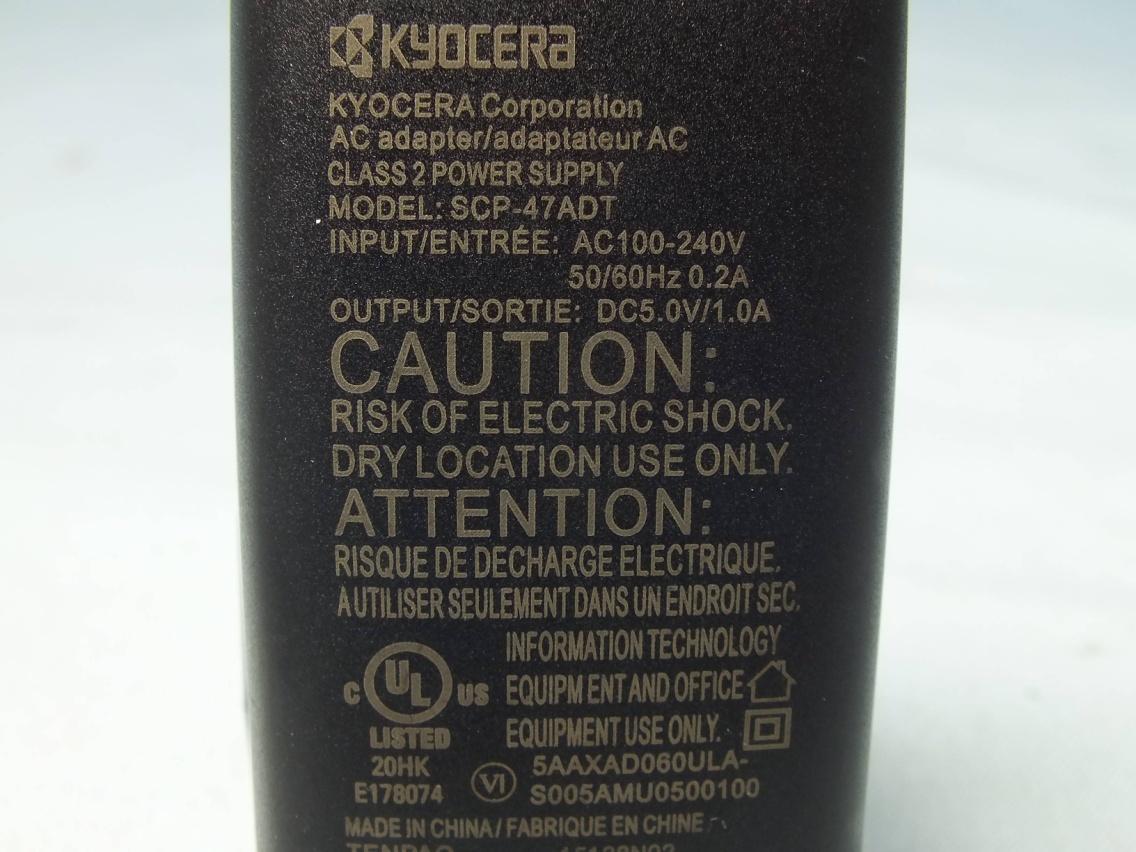 KYOCERA
KYOCERA Corporation
AC adapter/adaptateur AC
CLASS 2 POWER SUPPLY
MODEL: SCP-47ADT
INPUT/ENTRÉE: AC100-240V
50/60Hz 0.2A
OUTPUT/SORTIE: DC5.0V/1.0A
CAUTION:
RISK OF ELECTRIC SHOCK.
DRY LOCATION USE ONLY.
ATTENTION:
RISQUE DE DECHARGE ELECTRIQUE.
A UTILISER SEULEMENT DANS UN ENDROIT SEC.
INFORMATION TECHNOLOGY
C UL US EQUIPMENT AND OFFICE
LISTED EQUIPMENT USE ONLY.
20HK VI 5AAXAD060ULA-
E178074 S005AMU0500100
MADE IN CHINA / FABRIQUE EN CHINE